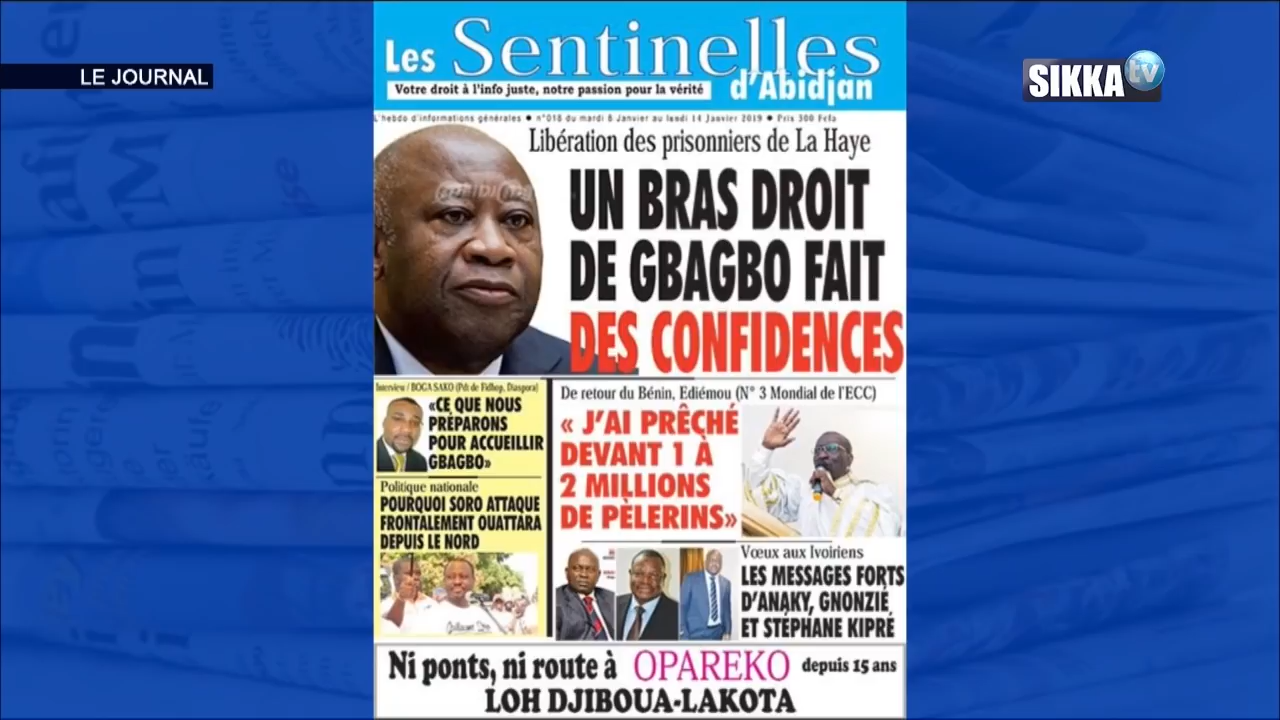 LE JOURNAL
SIKKA tv
Les Sentinelles
d'Abidjan
Votre droit à l'info juste, notre passion pour la vérité
L'hebdo d'informations générales • n°018 du mardi 8 Janvier au lundi 14 Janvier 2019 • Prix 300 Fcfa
Libération des prisonniers de La Haye
UN BRAS DROIT
DE GBAGBO FAIT
DES CONFIDENCES
Interview / BOGA SAKO (Pdt de Fidhop, Diaspora)
«CE QUE NOUS
PRÉPARONS
POUR ACCUEILLIR
GBAGBO»
Politique nationale
POURQUOI SORO ATTAQUE
FRONTALEMENT OUATTARA
DEPUIS LE NORD
De retour du Bénin, Ediémou (N° 3 Mondial de l'ECC)
« J'AI PRÊCHÉ
DEVANT 1 À
2 MILLIONS
DE PÈLERINS»
Vœux aux Ivoiriens
LES MESSAGES FORTS
D'ANAKY, GNONZIÉ
ET STÉPHANE KIPRÉ
Ni ponts, ni route à OPAREKO depuis 15 ans
LOH DJIBOUA-LAKOTA